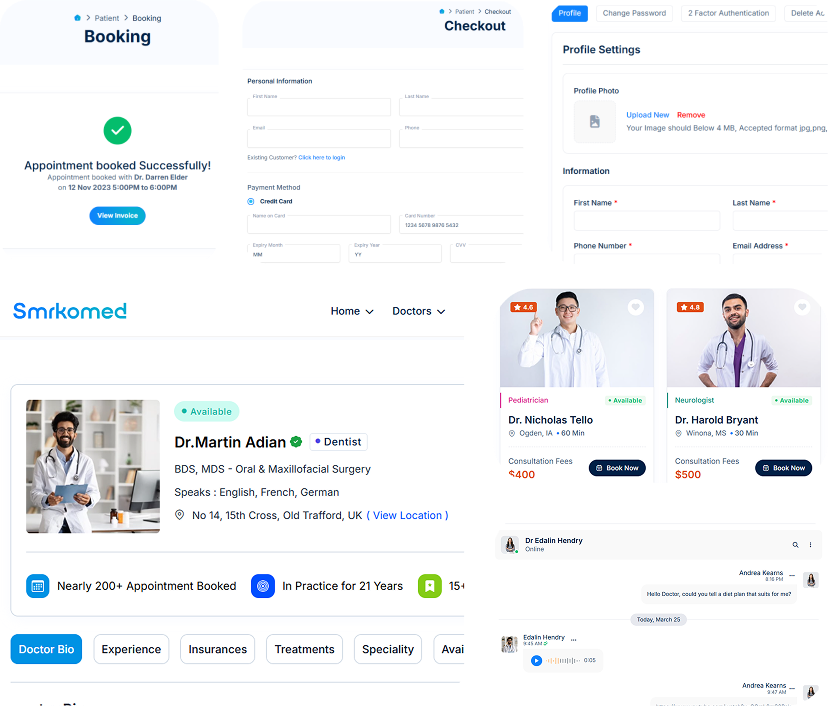 Patient > Booking
Booking
Appointment booked Successfully!
Appointment booked with Dr. Darren Elder
on 12 Nov 2023 5:00PM to 6:00PM
View Invoice
Patient > Checkout
Checkout
Personal Information
First Name
Last Name
Email
Phone
Existing Customer? Click here to login
Payment Method
Credit Card
Name on Card
Card Number
1234 5678 9876 5432
Expiry Month
Expiry Year
CVV
MM
YY
Profile
Change Password
2 Factor Authentication
Delete Ac
Profile Settings
Profile Photo
Upload New
Remove
Your Image should Below 4 MB, Accepted format jpg,png,
Information
First Name *
Last Name *
Phone Number *
Email Address *
Smrkomed
Home
Doctors
Available
Dr.Martin Adian
Dentist
BDS, MDS - Oral & Maxillofacial Surgery
Speaks : English, French, German
No 14, 15th Cross, Old Trafford, UK ( View Location )
Nearly 200+ Appointment Booked
In Practice for 21 Years
15+
Doctor Bio
Experience
Insurances
Treatments
Speciality
Avai
4.6
Pediatrician
Available
Dr. Nicholas Tello
Ogden, IA • 60 Min
Consultation Fees
$400
Book Now
4.8
Neurologist
Available
Dr. Harold Bryant
Winona, MS • 30 Min
Consultation Fees
$500
Book Now
Dr Edalin Hendry
Online
Andrea Kearns
8:16 PM
Hello Doctor, could you tell a diet plan that suits for me?
Today, March 25
Edalin Hendry
9:45 AM
0:05
Andrea Kearns
9:47 AM